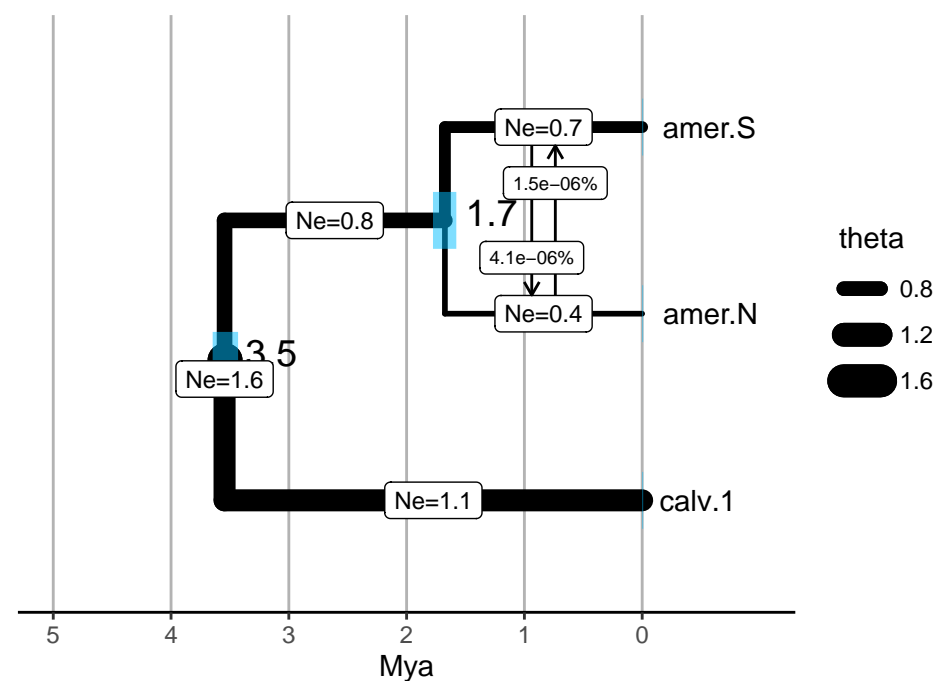 Ne=0.7
amer.S
1.5e−06%
Ne=0.8
1.7
theta
4.1e−06%
0.8
Ne=0.4
amer.N
1.2
3.5
Ne=1.6
1.6
Ne=1.1
calv.1
5 4 3 2 1 0
Mya